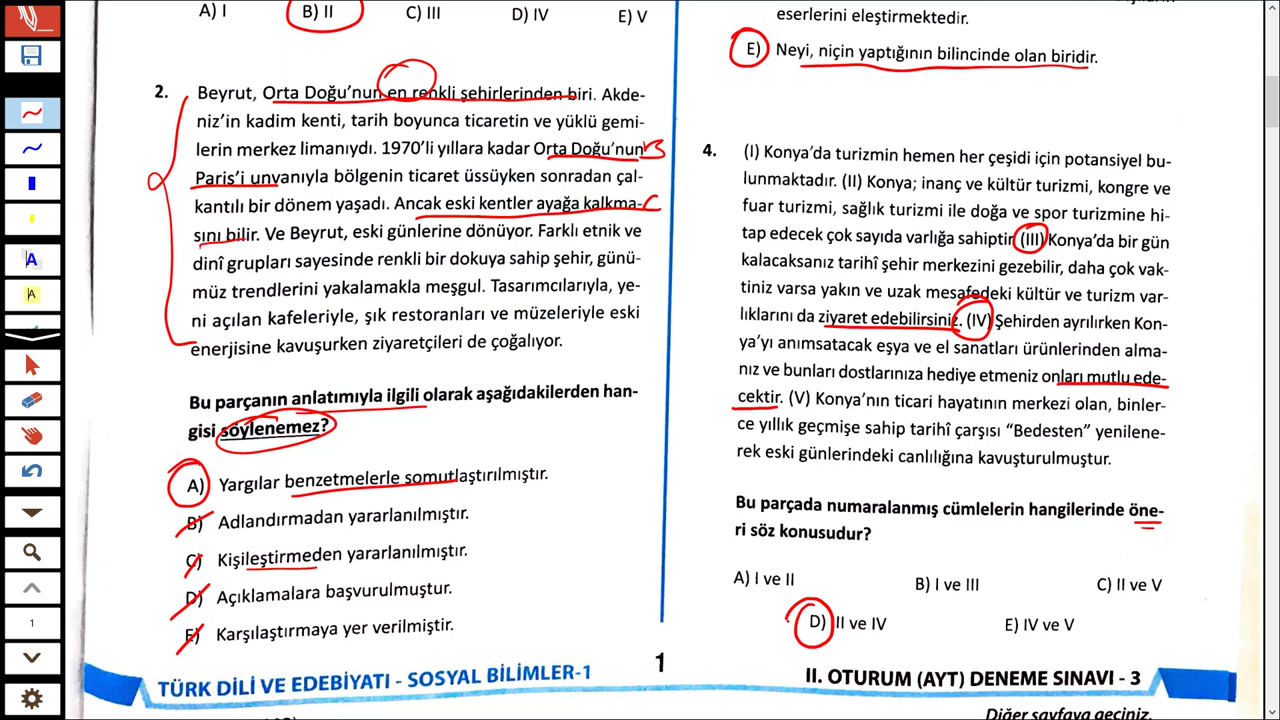 A) I
B) II
C) III
D) IV
E) V
2.
Beyrut, Orta Doğu’nun en renkli şehirlerinden biri. Akde-
niz’in kadim kenti, tarih boyunca ticaretin ve yüklü gemi-
lerin merkez limanıydı. 1970’li yıllara kadar Orta Doğu’nun B
Paris’i unvanıyla bölgenin ticaret üssüyken sonradan çal-
kantılı bir dönem yaşadı. Ancak eski kentler ayağa kalkma- C
sını bilir. Ve Beyrut, eski günlerine dönüyor. Farklı etnik ve
dinî grupları sayesinde renkli bir dokuya sahip şehir, günü-
müz trendlerini yakalamakla meşgul. Tasarımcılarıyla, ye-
ni açılan kafeleriyle, şık restoranları ve müzeleriyle eski
enerjisine kavuşurken ziyaretçileri de çoğalıyor.
Bu parçanın anlatımıyla ilgili olarak aşağıdakilerden han-
gisi söylenemez?
A) Yargılar benzetmelerle somutlaştırılmıştır.
B) Adlandırmadan yararlanılmıştır.
C) Kişileştirmeden yararlanılmıştır.
D) Açıklamalara başvurulmuştur.
E) Karşılaştırmaya yer verilmiştir.
eserlerini eleştirmektedir.
E) Neyi, niçin yaptığının bilincinde olan biridir.
4.
(I) Konya’da turizmin hemen her çeşidi için potansiyel bu-
lunmaktadır. (II) Konya; inanç ve kültür turizmi, kongre ve
fuar turizmi, sağlık turizmi ile doğa ve spor turizmine hi-
tap edecek çok sayıda varlığa sahiptir. (III) Konya’da bir gün
kalacaksanız tarihî şehir merkezini gezebilir, daha çok vak-
tiniz varsa yakın ve uzak mesafedeki kültür ve turizm var-
lıklarını da ziyaret edebilirsiniz. (IV) Şehirden ayrılırken Kon-
ya’yı anımsatacak eşya ve el sanatları ürünlerinden alma-
nız ve bunları dostlarınıza hediye etmeniz onları mutlu ede-
cektir. (V) Konya’nın ticari hayatının merkezi olan, binler-
ce yıllık geçmişe sahip tarihî çarşısı “Bedesten” yenilene-
rek eski günlerindeki canlılığına kavuşturulmuştur.
Bu parçada numaralanmış cümlelerin hangilerinde öne-
ri söz konusudur?
A) I ve II
B) I ve III
C) II ve V
D) II ve IV
E) IV ve V
TÜRK DİLİ VE EDEBİYATI - SOSYAL BİLİMLER-1
1
II. OTURUM (AYT) DENEME SINAVI - 3
Diğer sayfaya geçiniz.
A
A
1